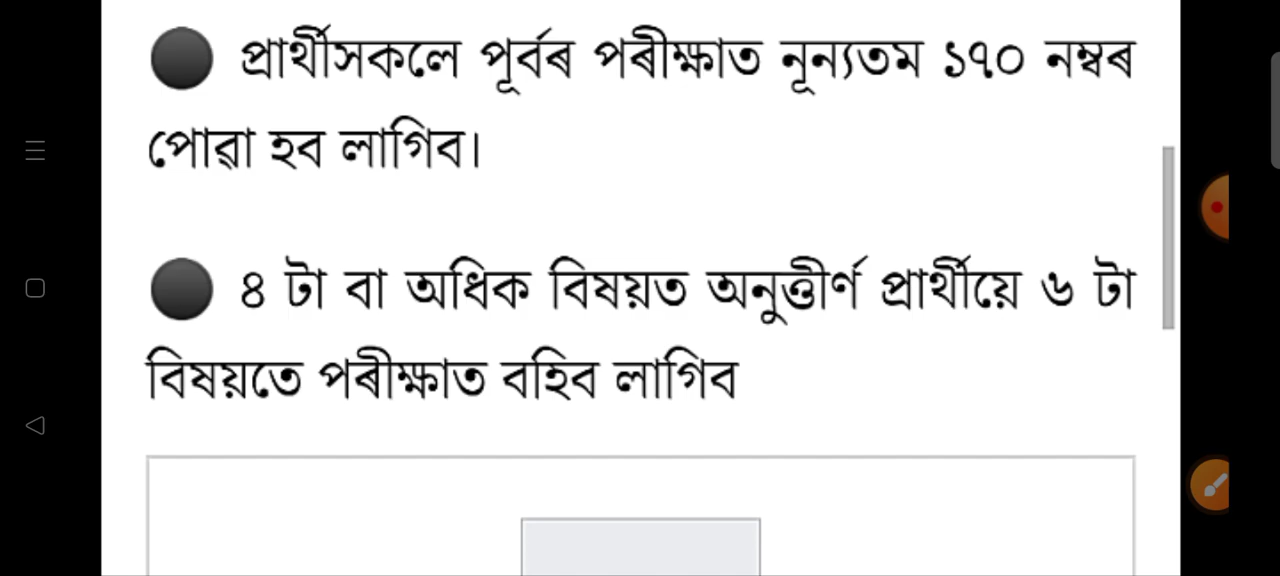 ● প্ৰাৰ্থীসকলে পূৰ্বৰ পৰীক্ষাত নূন্যতম ১৭০ নম্বৰ
পোৱা হব লাগিব।
● ৪ টা বা অধিক বিষয়ত অনুত্তীৰ্ণ প্ৰাৰ্থীয়ে ৬ টা
বিষয়তে পৰীক্ষাত বহিব লাগিব